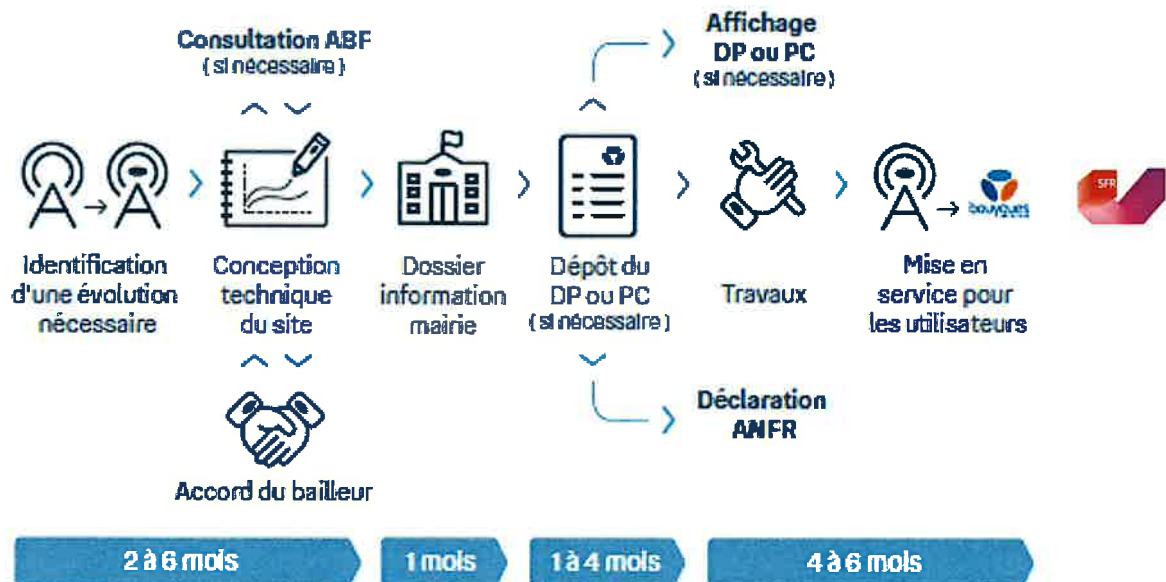 Consultation ABF
(si nécessaire)
Affichage
DP ou PC
(si nécessaire)
Identification
d'une évolution
nécessaire
Conception
technique
du site
Dossier
information
mairie
Dépôt du
DP ou PC
(si nécessaire)
Travaux
Mise en
service pour
les utilisateurs
bouygues
SFR
Accord du bailleur
Déclaration
ANFR
2 à 6 mois
1 mois
1 à 4 mois
4 à 6 mois